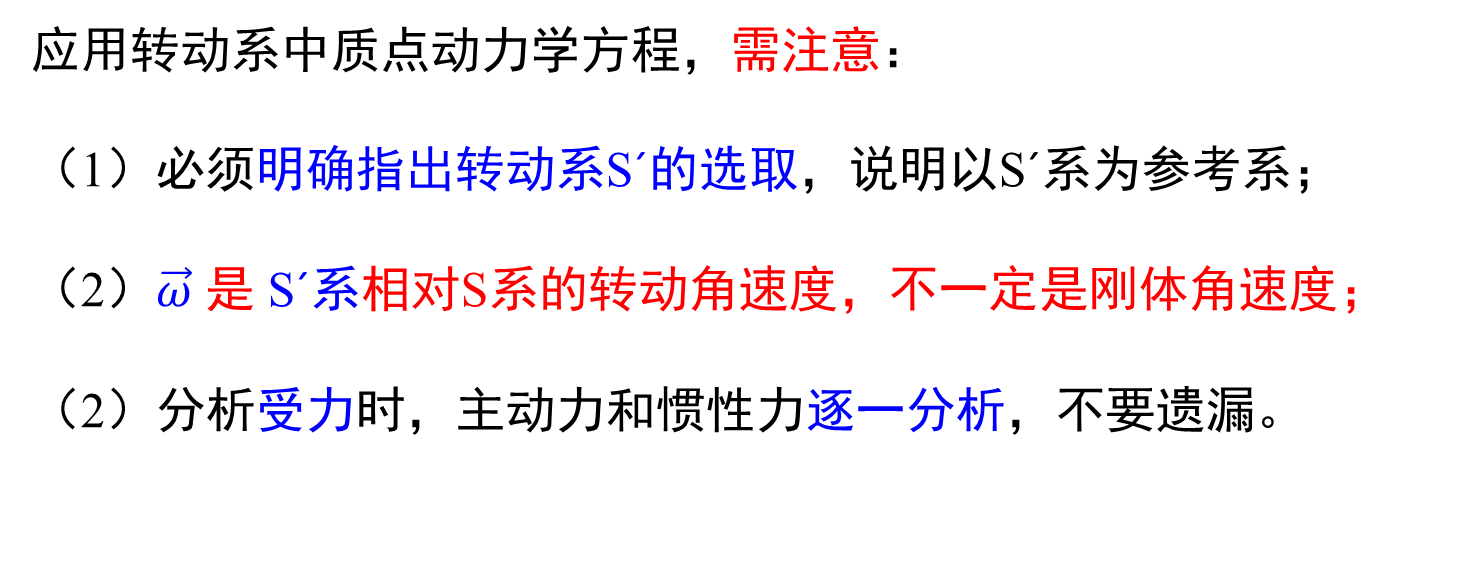 应用转动系中质点动力学方程，需注意：
（1）必须明确指出转动系S′的选取，说明以S′系为参考系；
（2）$\vec{\omega}$ 是 S′系相对S系的转动角速度，不一定是刚体角速度；
（2）分析受力时，主动力和惯性力逐一分析，不要遗漏。